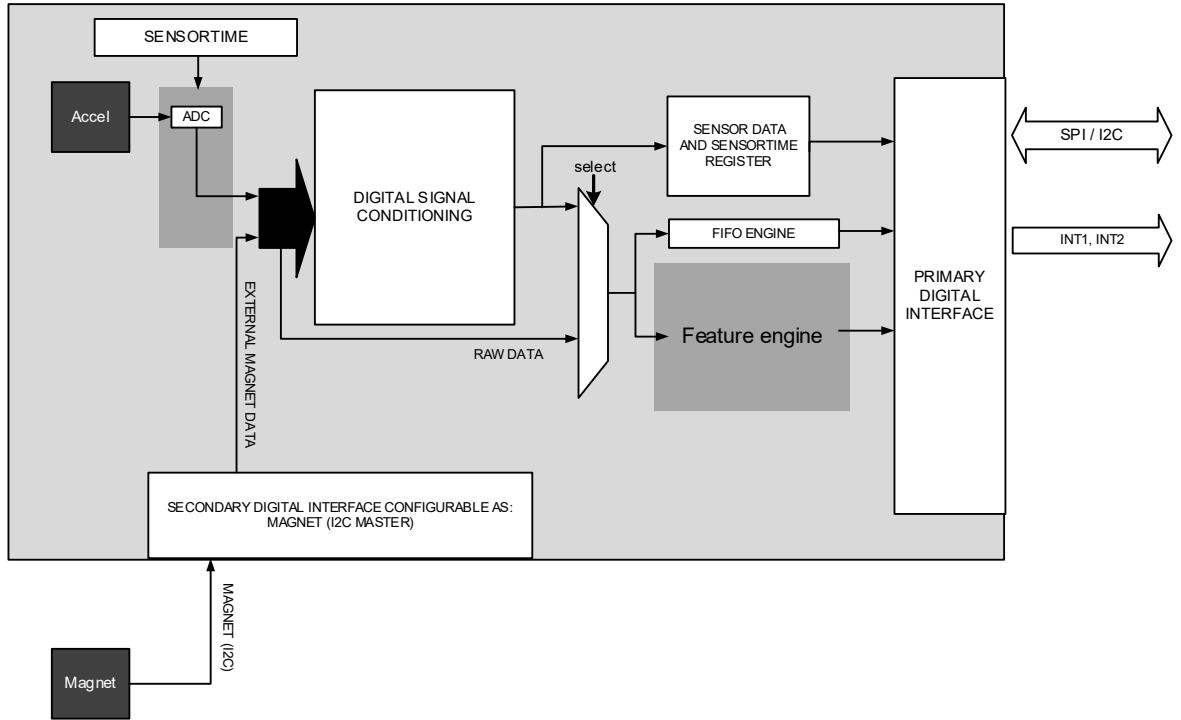 SENSORTIME
Accel
ADC
DIGITAL SIGNAL
CONDITIONING
SENSOR DATA
AND SENSORTIME
REGISTER
select
FIFO ENGINE
Feature engine
RAW DATA
EXTERNAL MAGNET DATA
PRIMARY
DIGITAL
INTERFACE
SPI / I2C
INT1, INT2
SECONDARY DIGITAL INTERFACE CONFIGURABLE AS:
MAGNET (I2C MASTER)
MAGNET (I2C)
Magnet